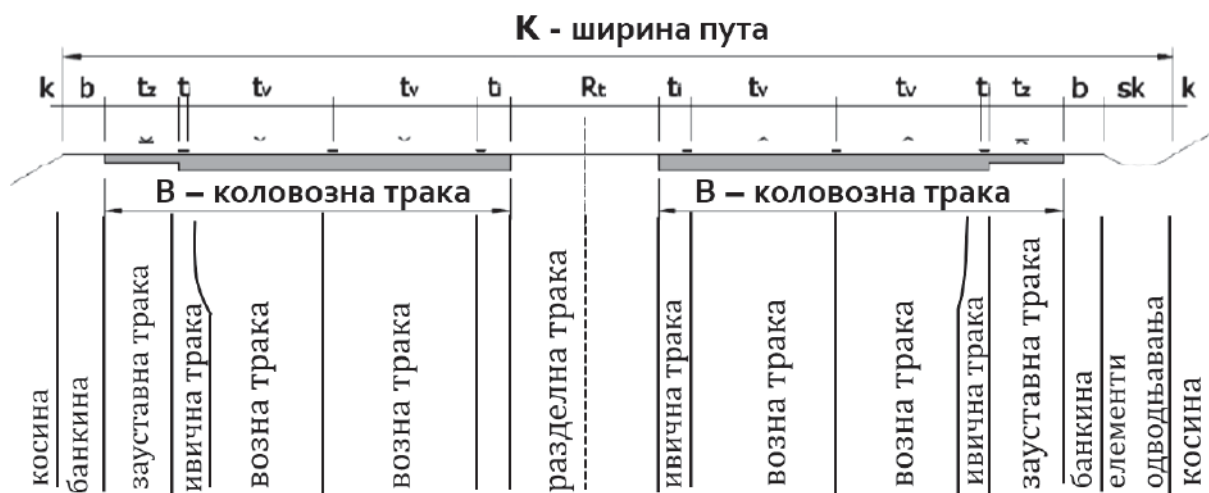 K - ширина пута
k b tz ti tv tv ti Rt ti tv tv ti tz b sk k
B – коловозна трака
B – коловозна трака
косина
банкина
зауставна трака
ивична трака
возна трака
возна трака
разделна трака
ивична трака
возна трака
возна трака
ивична трака
зауставна трака
банкина
елементи
одводњавања
косина